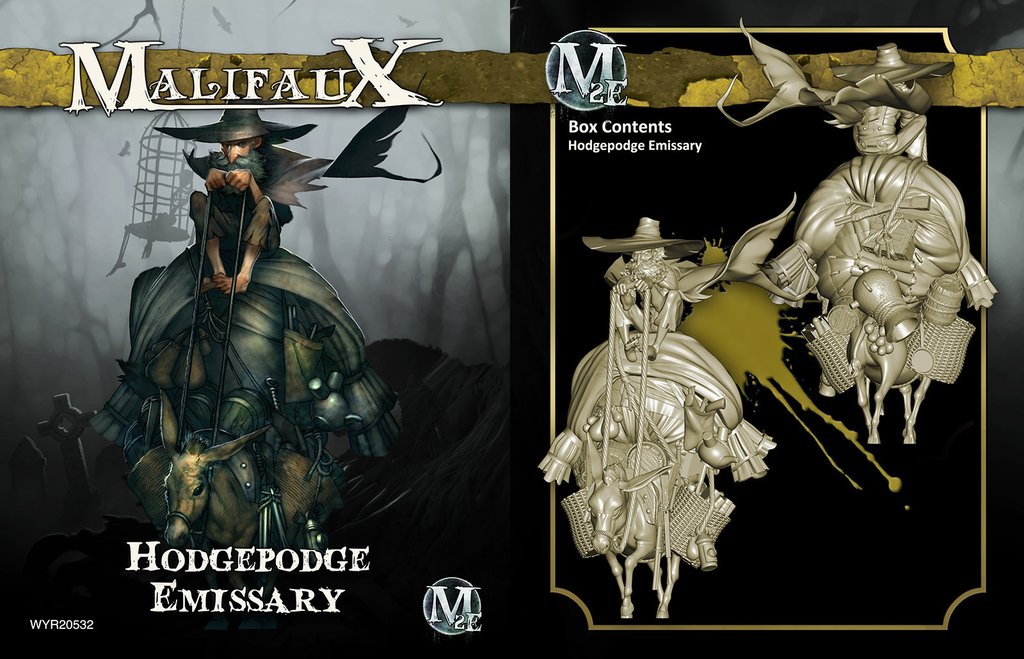 MALIFAUX
HODGEPODGE
EMISSARY
WYR20532
M2E
M2E
Box Contents
Hodgepodge Emissary